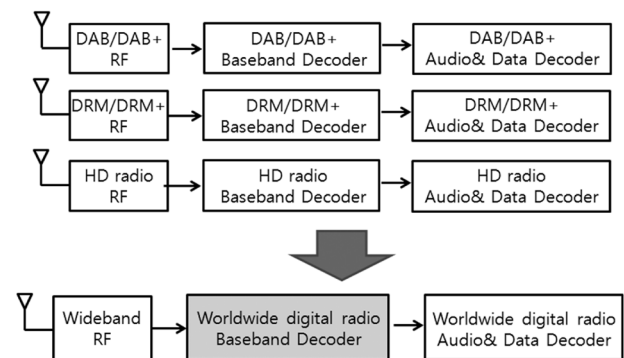 DAB/DAB+
RF
DAB/DAB+
Baseband Decoder
DAB/DAB+
Audio& Data Decoder
DRM/DRM+
RF
DRM/DRM+
Baseband Decoder
DRM/DRM+
Audio& Data Decoder
HD radio
RF
HD radio
Baseband Decoder
HD radio
Audio& Data Decoder
Wideband
RF
Worldwide digital radio
Baseband Decoder
Worldwide digital radio
Audio& Data Decoder